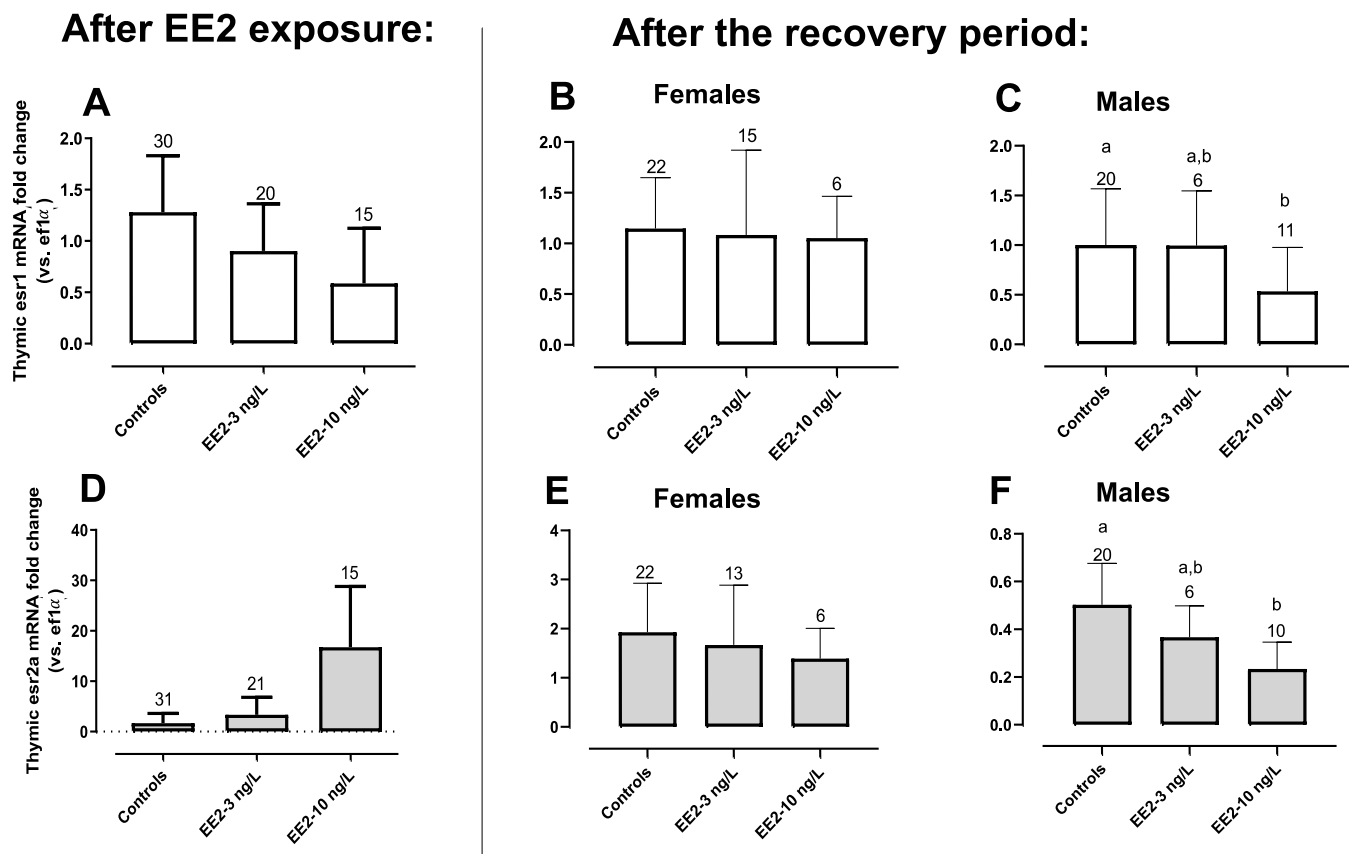 After EE2 exposure:
After the recovery period:
A
Thymic esr1 mRNA fold change
(vs. ef1α)
2.0
1.5
1.0
0.5
0.0
30
20
15
Controls
EE2-3 ng/L
EE2-10 ng/L
B
Females
2.0
1.5
1.0
0.5
0.0
22
15
6
Controls
EE2-3 ng/L
EE2-10 ng/L
C
Males
2.0
1.5
1.0
0.5
0.0
a
20
a,b
6
b
11
Controls
EE2-3 ng/L
EE2-10 ng/L
D
Thymic esr2a mRNA fold change
(vs. ef1α)
40
30
20
10
0
31
21
15
Controls
EE2-3 ng/L
EE2-10 ng/L
E
Females
4
3
2
1
0
22
13
6
Controls
EE2-3 ng/L
EE2-10 ng/L
F
Males
0.8
0.6
0.4
0.2
0.0
a
20
a,b
6
b
10
Controls
EE2-3 ng/L
EE2-10 ng/L